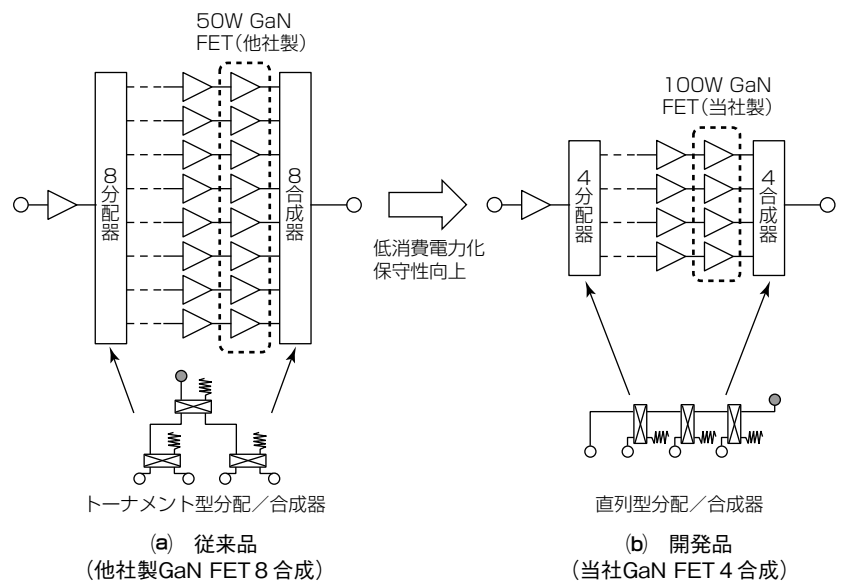 50W GaN
FET(他社製)
8分配器
8合成器
低消費電力化
保守性向上
100W GaN
FET(当社製)
4分配器
4合成器
トーナメント型分配／合成器
直列型分配／合成器
(a) 従来品
(他社製GaN FET 8 合成)
(b) 開発品
(当社GaN FET 4 合成)